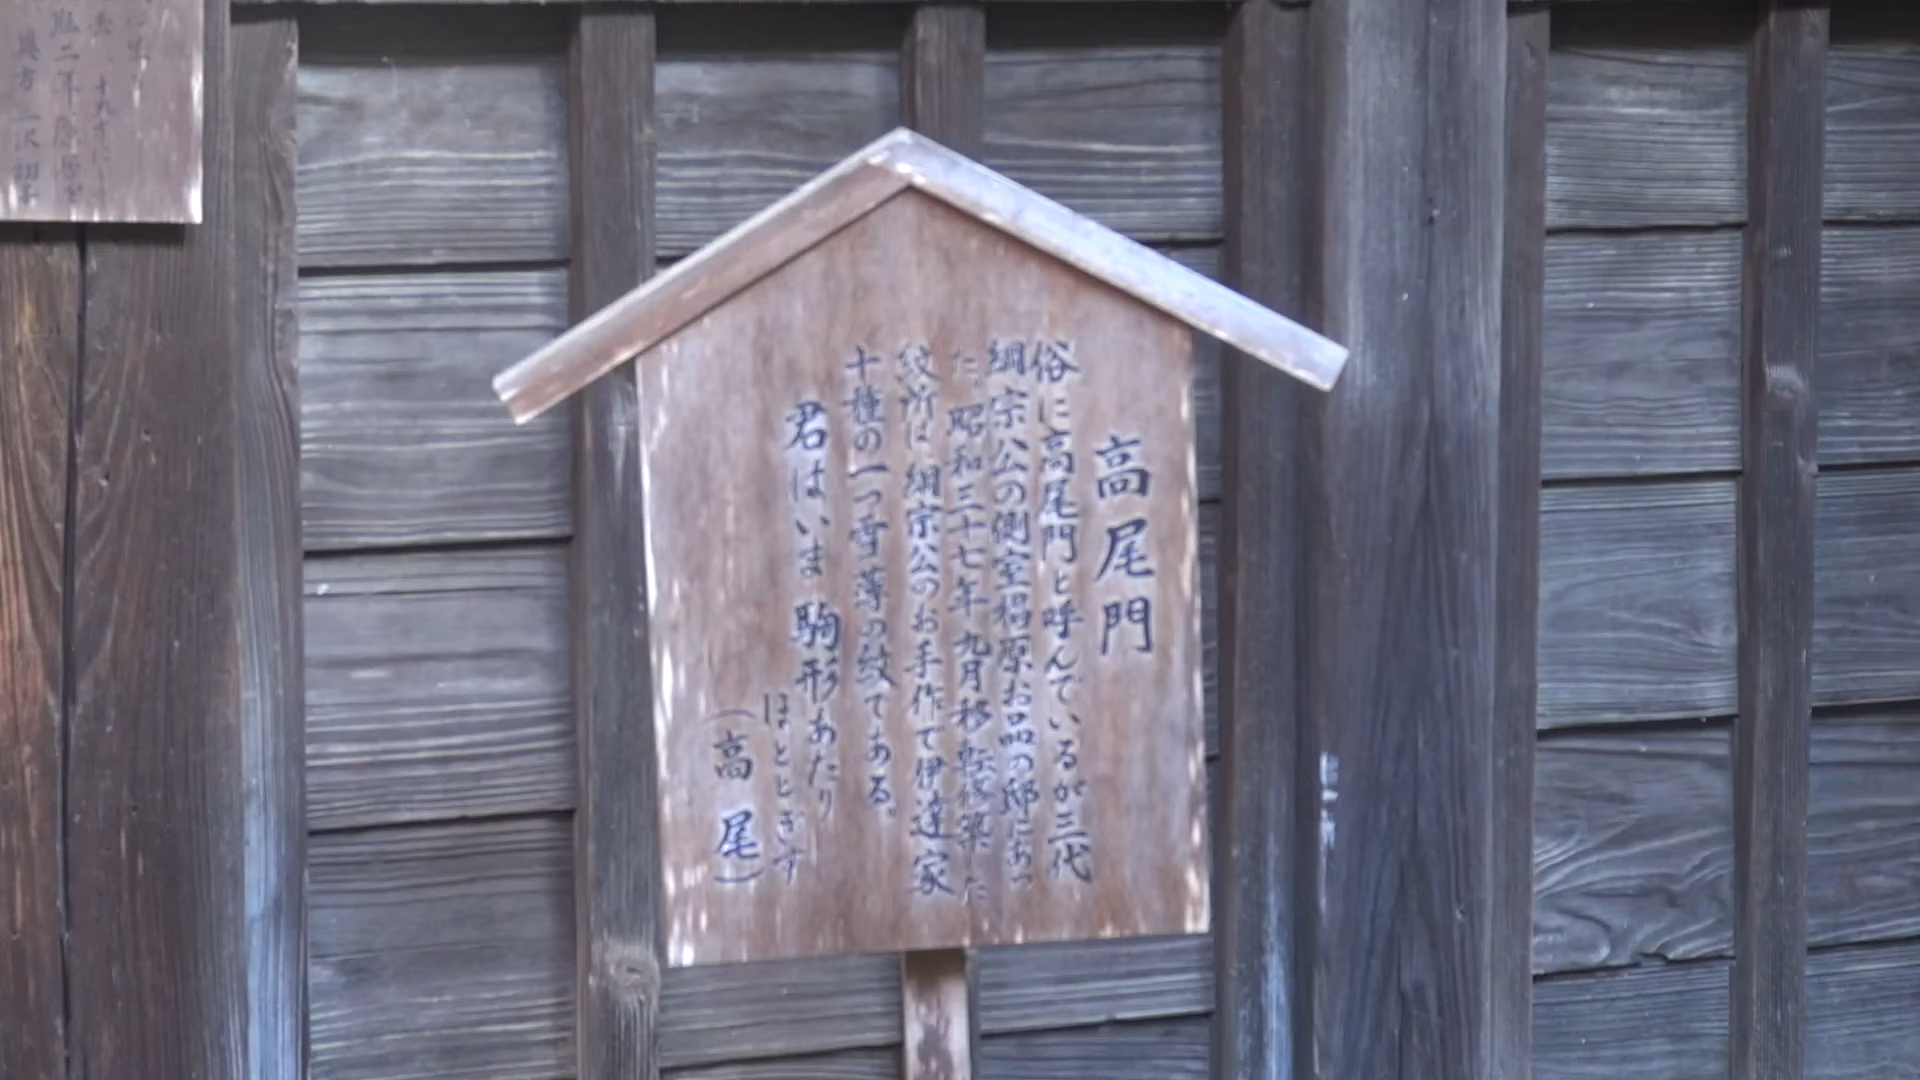 高尾門
俗に高尾門と呼んでいるが三代
綱宗公の側室椙原お品の邸にあっ
た。昭和三十七年九月移転修築した
紋所は綱宗公のお手作で伊達家
十種の一つ雪薄の紋てある。
君はいま 駒形あたり
ほととぎす
(高尾)